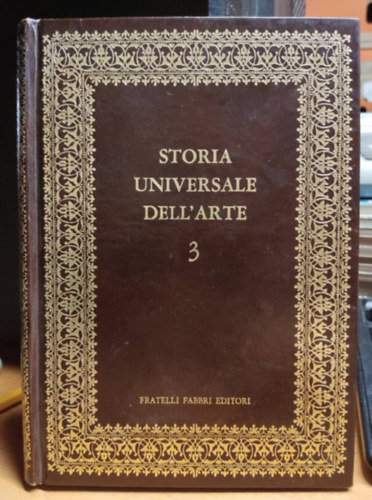 STORIA
UNIVERSALE
DELL'ARTE
3
FRATELLI FABBRI EDITORI